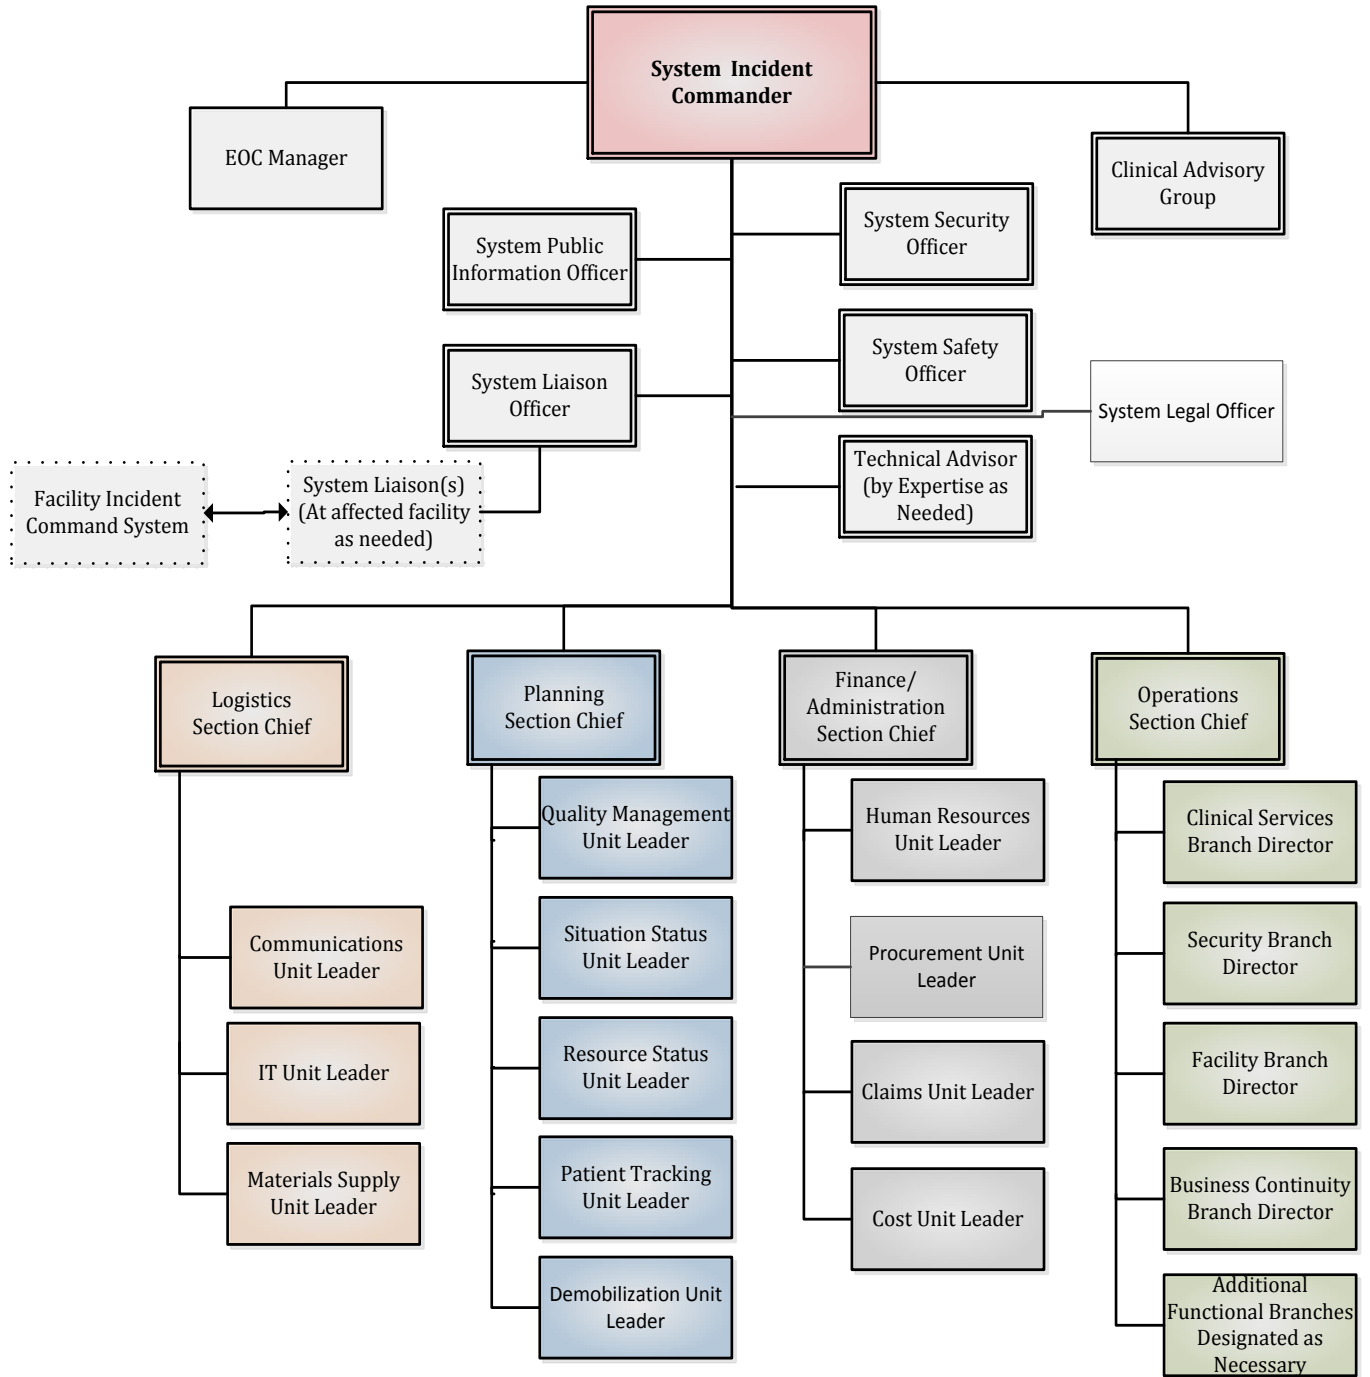 System Incident
Commander
EOC Manager
Clinical Advisory
Group
System Public
Information Officer
System Security
Officer
System Liaison
Officer
System Safety
Officer
System Legal Officer
Facility Incident
Command System
System Liaison(s)
(At affected facility
as needed)
Technical Advisor
(by Expertise as
Needed)
Logistics
Section Chief
Planning
Section Chief
Finance/
Administration
Section Chief
Operations
Section Chief
Communications
Unit Leader
IT Unit Leader
Materials Supply
Unit Leader
Quality Management
Unit Leader
Situation Status
Unit Leader
Resource Status
Unit Leader
Patient Tracking
Unit Leader
Demobilization Unit
Leader
Human Resources
Unit Leader
Procurement Unit
Leader
Claims Unit Leader
Cost Unit Leader
Clinical Services
Branch Director
Security Branch
Director
Facility Branch
Director
Business Continuity
Branch Director
Additional
Functional Branches
Designated as
Necessary